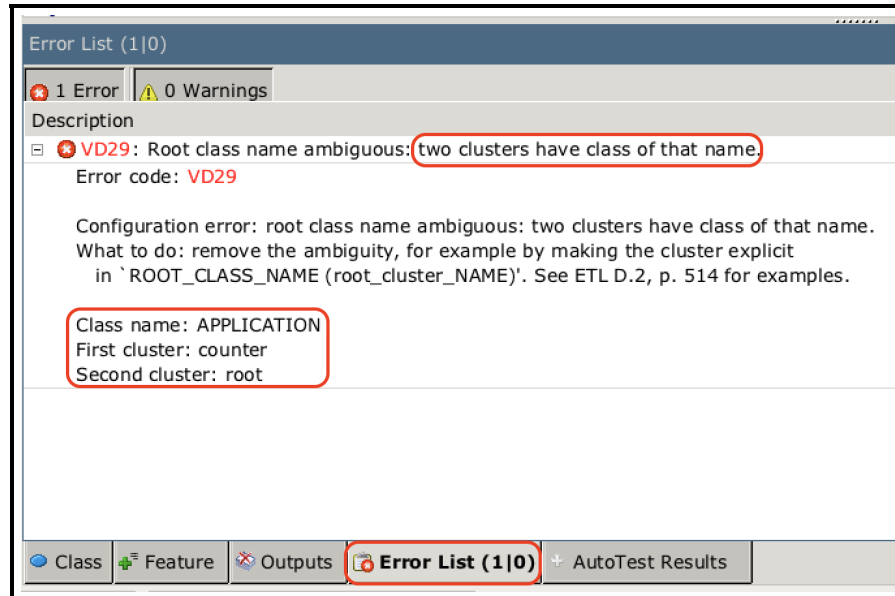 Error List (1|0)
1 Error
0 Warnings
Description
VD29: Root class name ambiguous: two clusters have class of that name.
Error code: VD29
Configuration error: root class name ambiguous: two clusters have class of that name.
What to do: remove the ambiguity, for example by making the cluster explicit
in `ROOT_CLASS_NAME (root_cluster_NAME)'. See ETL D.2, p. 514 for examples.
Class name: APPLICATION
First cluster: counter
Second cluster: root
Class
Feature
Outputs
Error List (1|0)
AutoTest Results